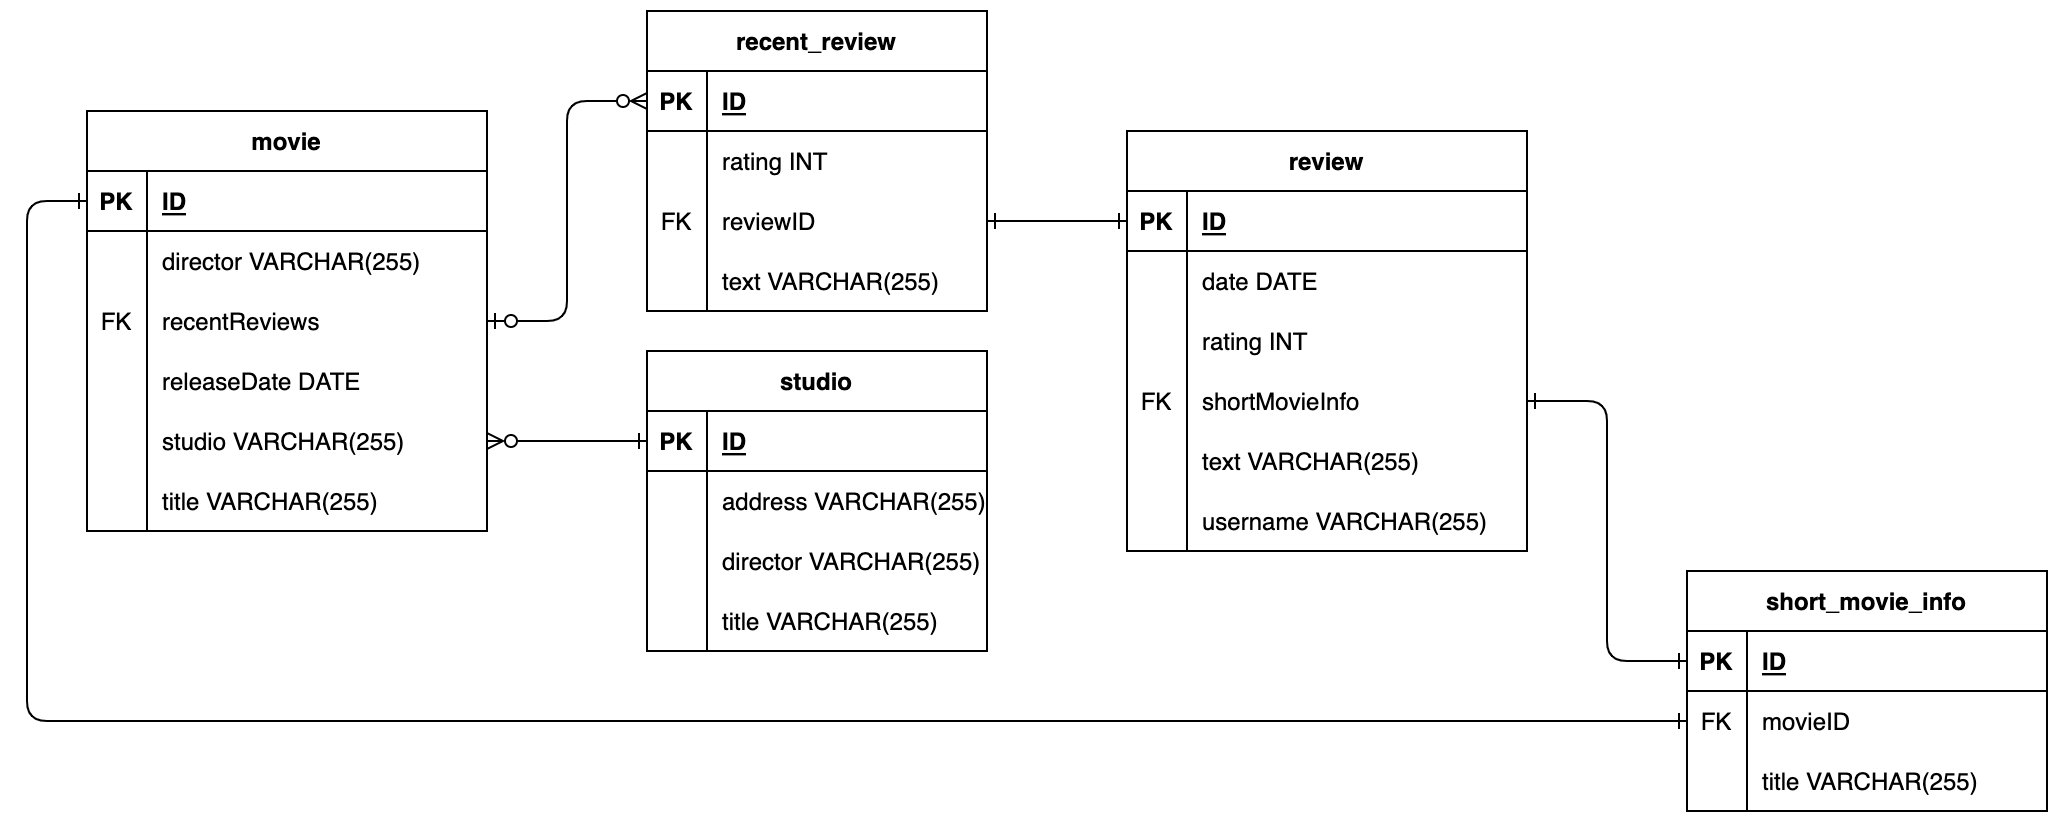 movie
PK ID
director VARCHAR(255)
FK recentReviews
releaseDate DATE
studio VARCHAR(255)
title VARCHAR(255)
recent_review
PK ID
rating INT
FK reviewID
text VARCHAR(255)
studio
PK ID
address VARCHAR(255)
director VARCHAR(255)
title VARCHAR(255)
review
PK ID
date DATE
rating INT
FK shortMovieInfo
text VARCHAR(255)
username VARCHAR(255)
short_movie_info
PK ID
FK movieID
title VARCHAR(255)